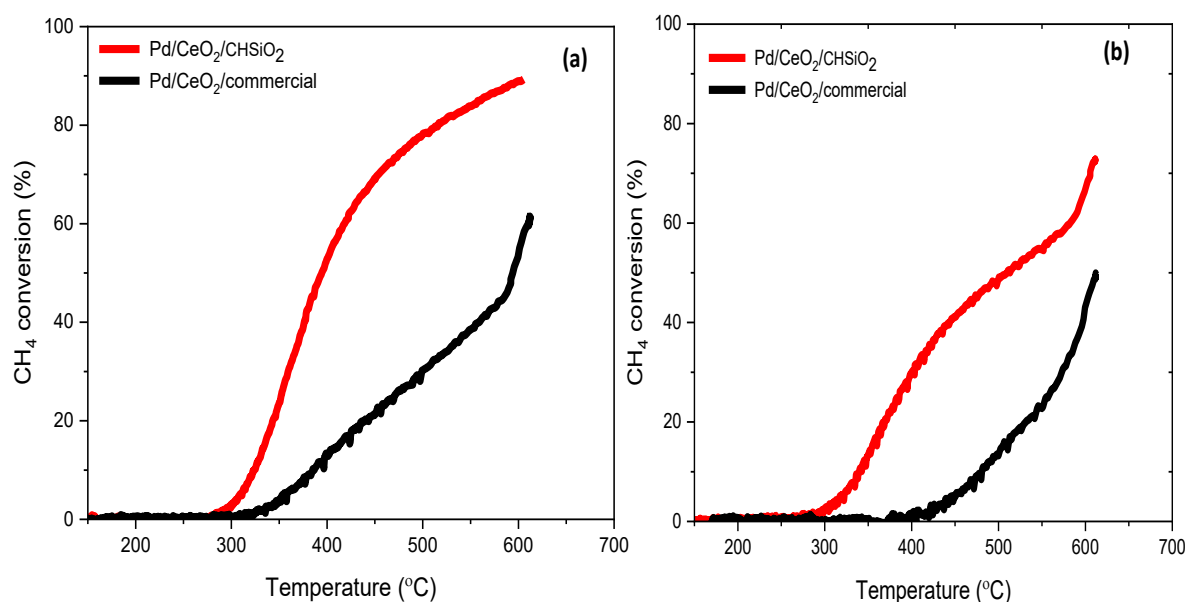 100
80
60
40
20
0
CH₄ conversion (%)
Pd/CeO₂/CHSiO₂
Pd/CeO₂/commercial
(a)
200 300 400 500 600 700
Temperature (ºC)
100
80
60
40
20
0
CH₄ conversion (%)
Pd/CeO₂/CHSiO₂
Pd/CeO₂/commercial
(b)
200 300 400 500 600 700
Temperature (ºC)